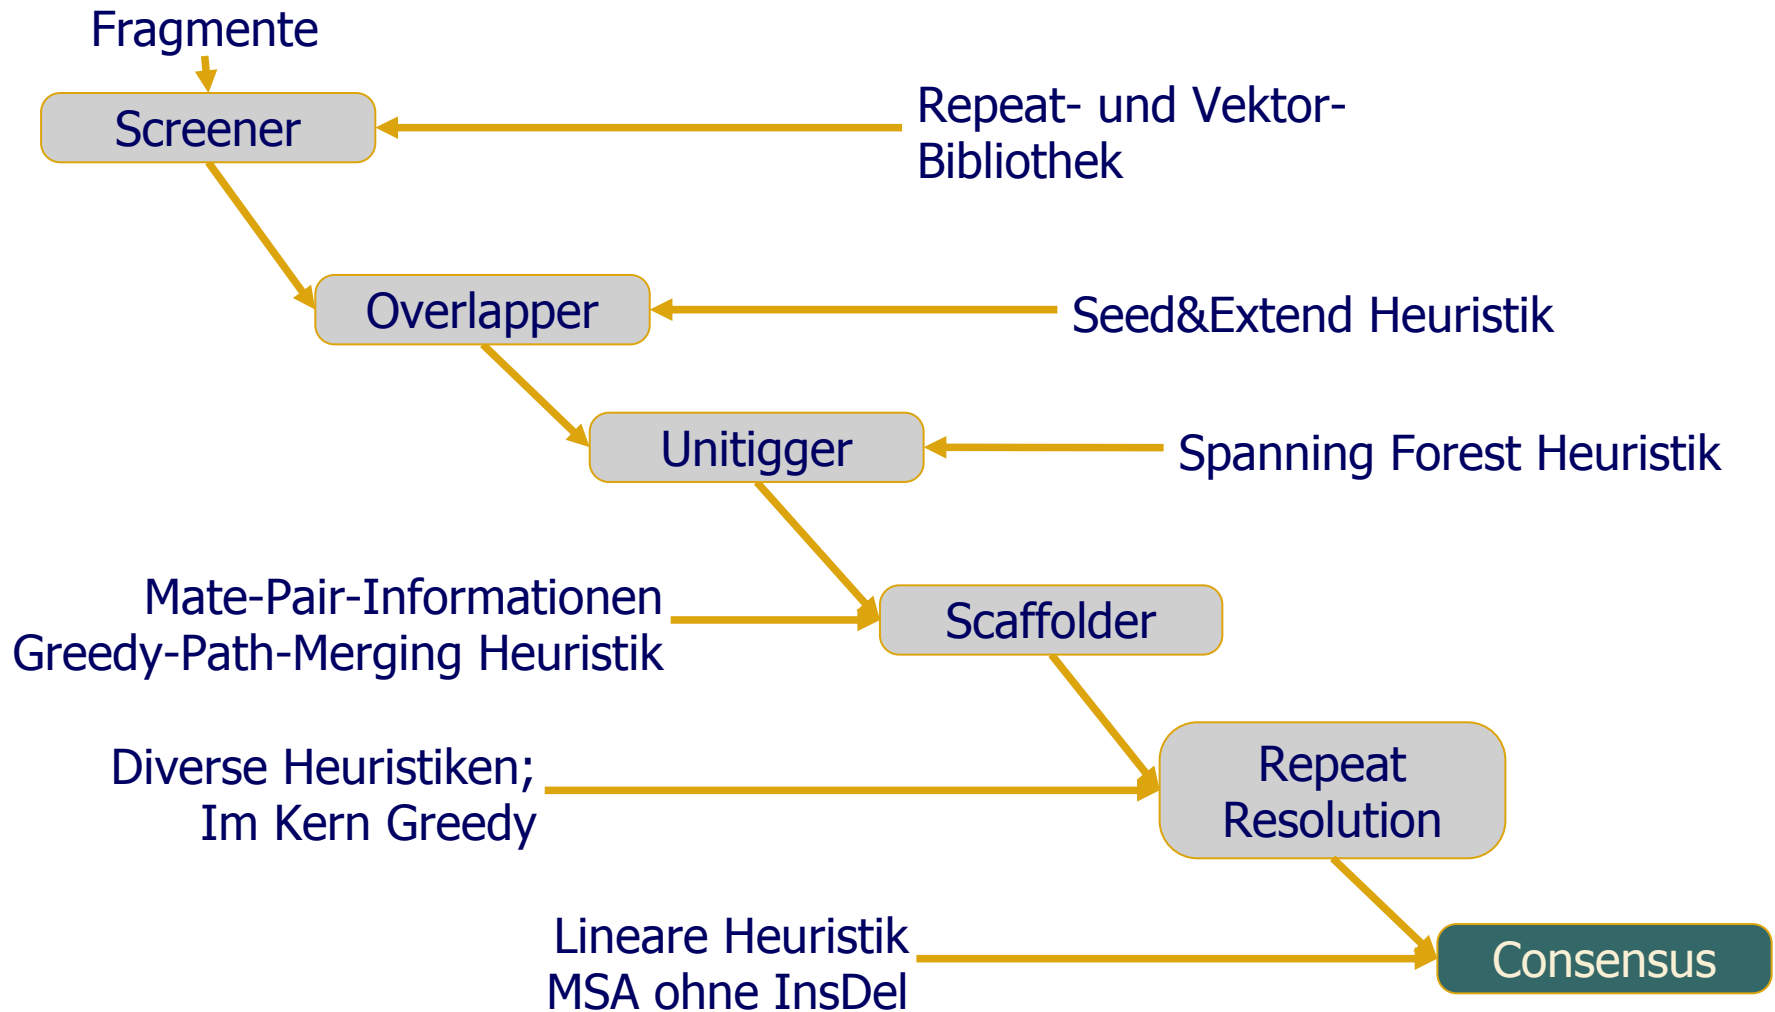 Fragmente
Screener
Repeat- und Vektor-
Bibliothek
Overlapper
Seed&Extend Heuristik
Unitigger
Spanning Forest Heuristik
Mate-Pair-Informationen
Greedy-Path-Merging Heuristik
Scaffolder
Diverse Heuristiken;
Im Kern Greedy
Repeat
Resolution
Lineare Heuristik
MSA ohne InsDel
Consensus